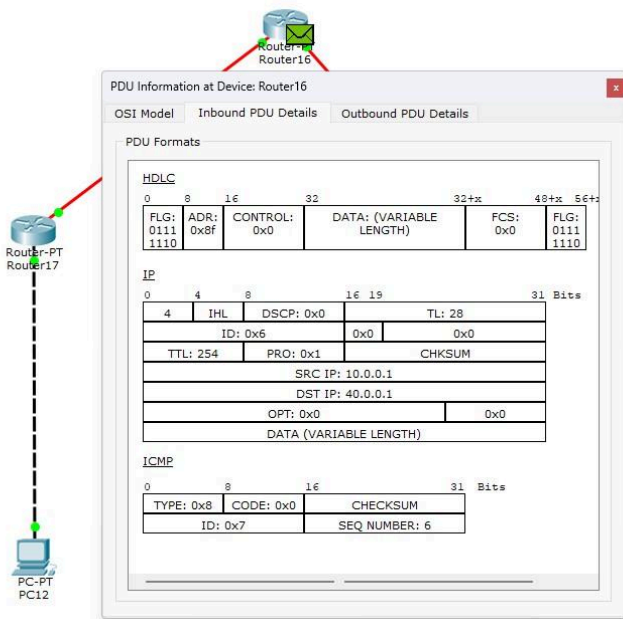 Router-PT
Router16
PDU Information at Device: Router16
x
OSI Model Inbound PDU Details Outbound PDU Details
PDU Formats
HDLC
0 8 16 32 32+x 48+x 56+
FLG: 0111 1110 ADR: 0x8f CONTROL: 0x0 DATA: (VARIABLE LENGTH) FCS: 0x0 FLG: 0111 1110
IP
0 4 8 16 19 31 Bits
4 IHL DSCP: 0x0 TL: 28
ID: 0x6 0x0 0x0
TTL: 254 PRO: 0x1 CHKSUM
SRC IP: 10.0.0.1
DST IP: 40.0.0.1
OPT: 0x0 0x0
DATA (VARIABLE LENGTH)
ICMP
0 8 16 31 Bits
TYPE: 0x8 CODE: 0x0 CHECKSUM
ID: 0x7 SEQ NUMBER: 6
Router-PT
Router17
PC-PT
PC12